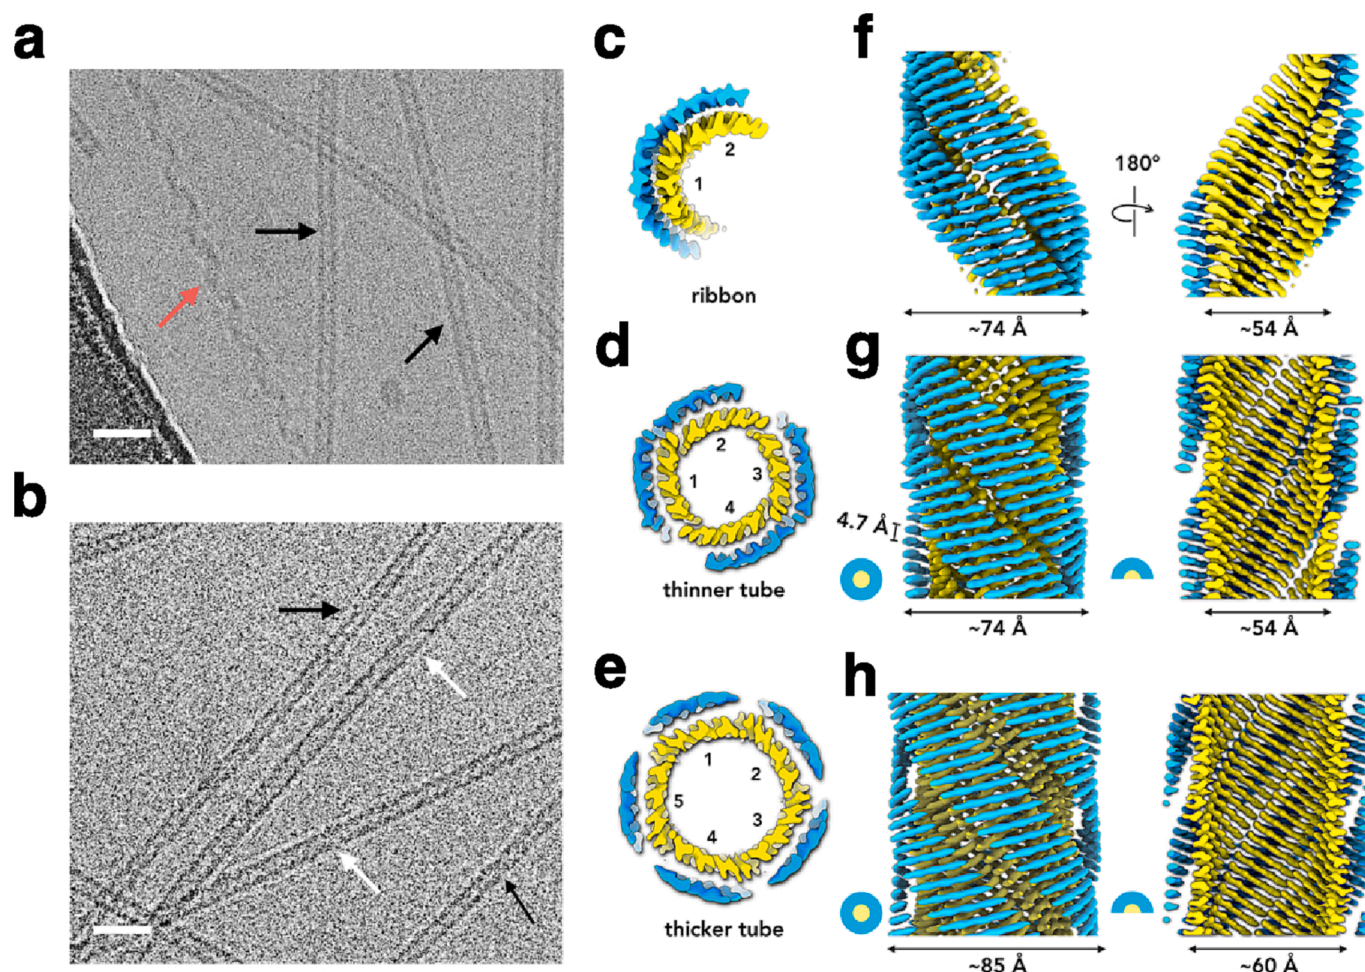 a
b
c
2
1
ribbon
d
2
1
3
4
thinner tube
e
1
2
5
3
4
thicker tube
f
180°
~74 Å
~54 Å
g
4.7 Å
~74 Å
~54 Å
h
~85 Å
~60 Å